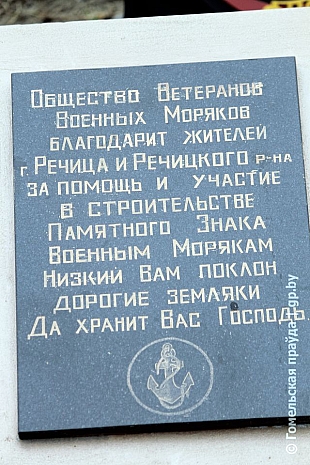 Общество Ветеранов
Военных Моряков
благодарит жителей
г. Речица и Речицкого р-на
за помощь и участие
в строительстве
Памятного Знака
Военным Морякам
Низкий Вам поклон
дорогие земляки
Да хранит Вас Господь.
© Гомельская праўда, gp.by